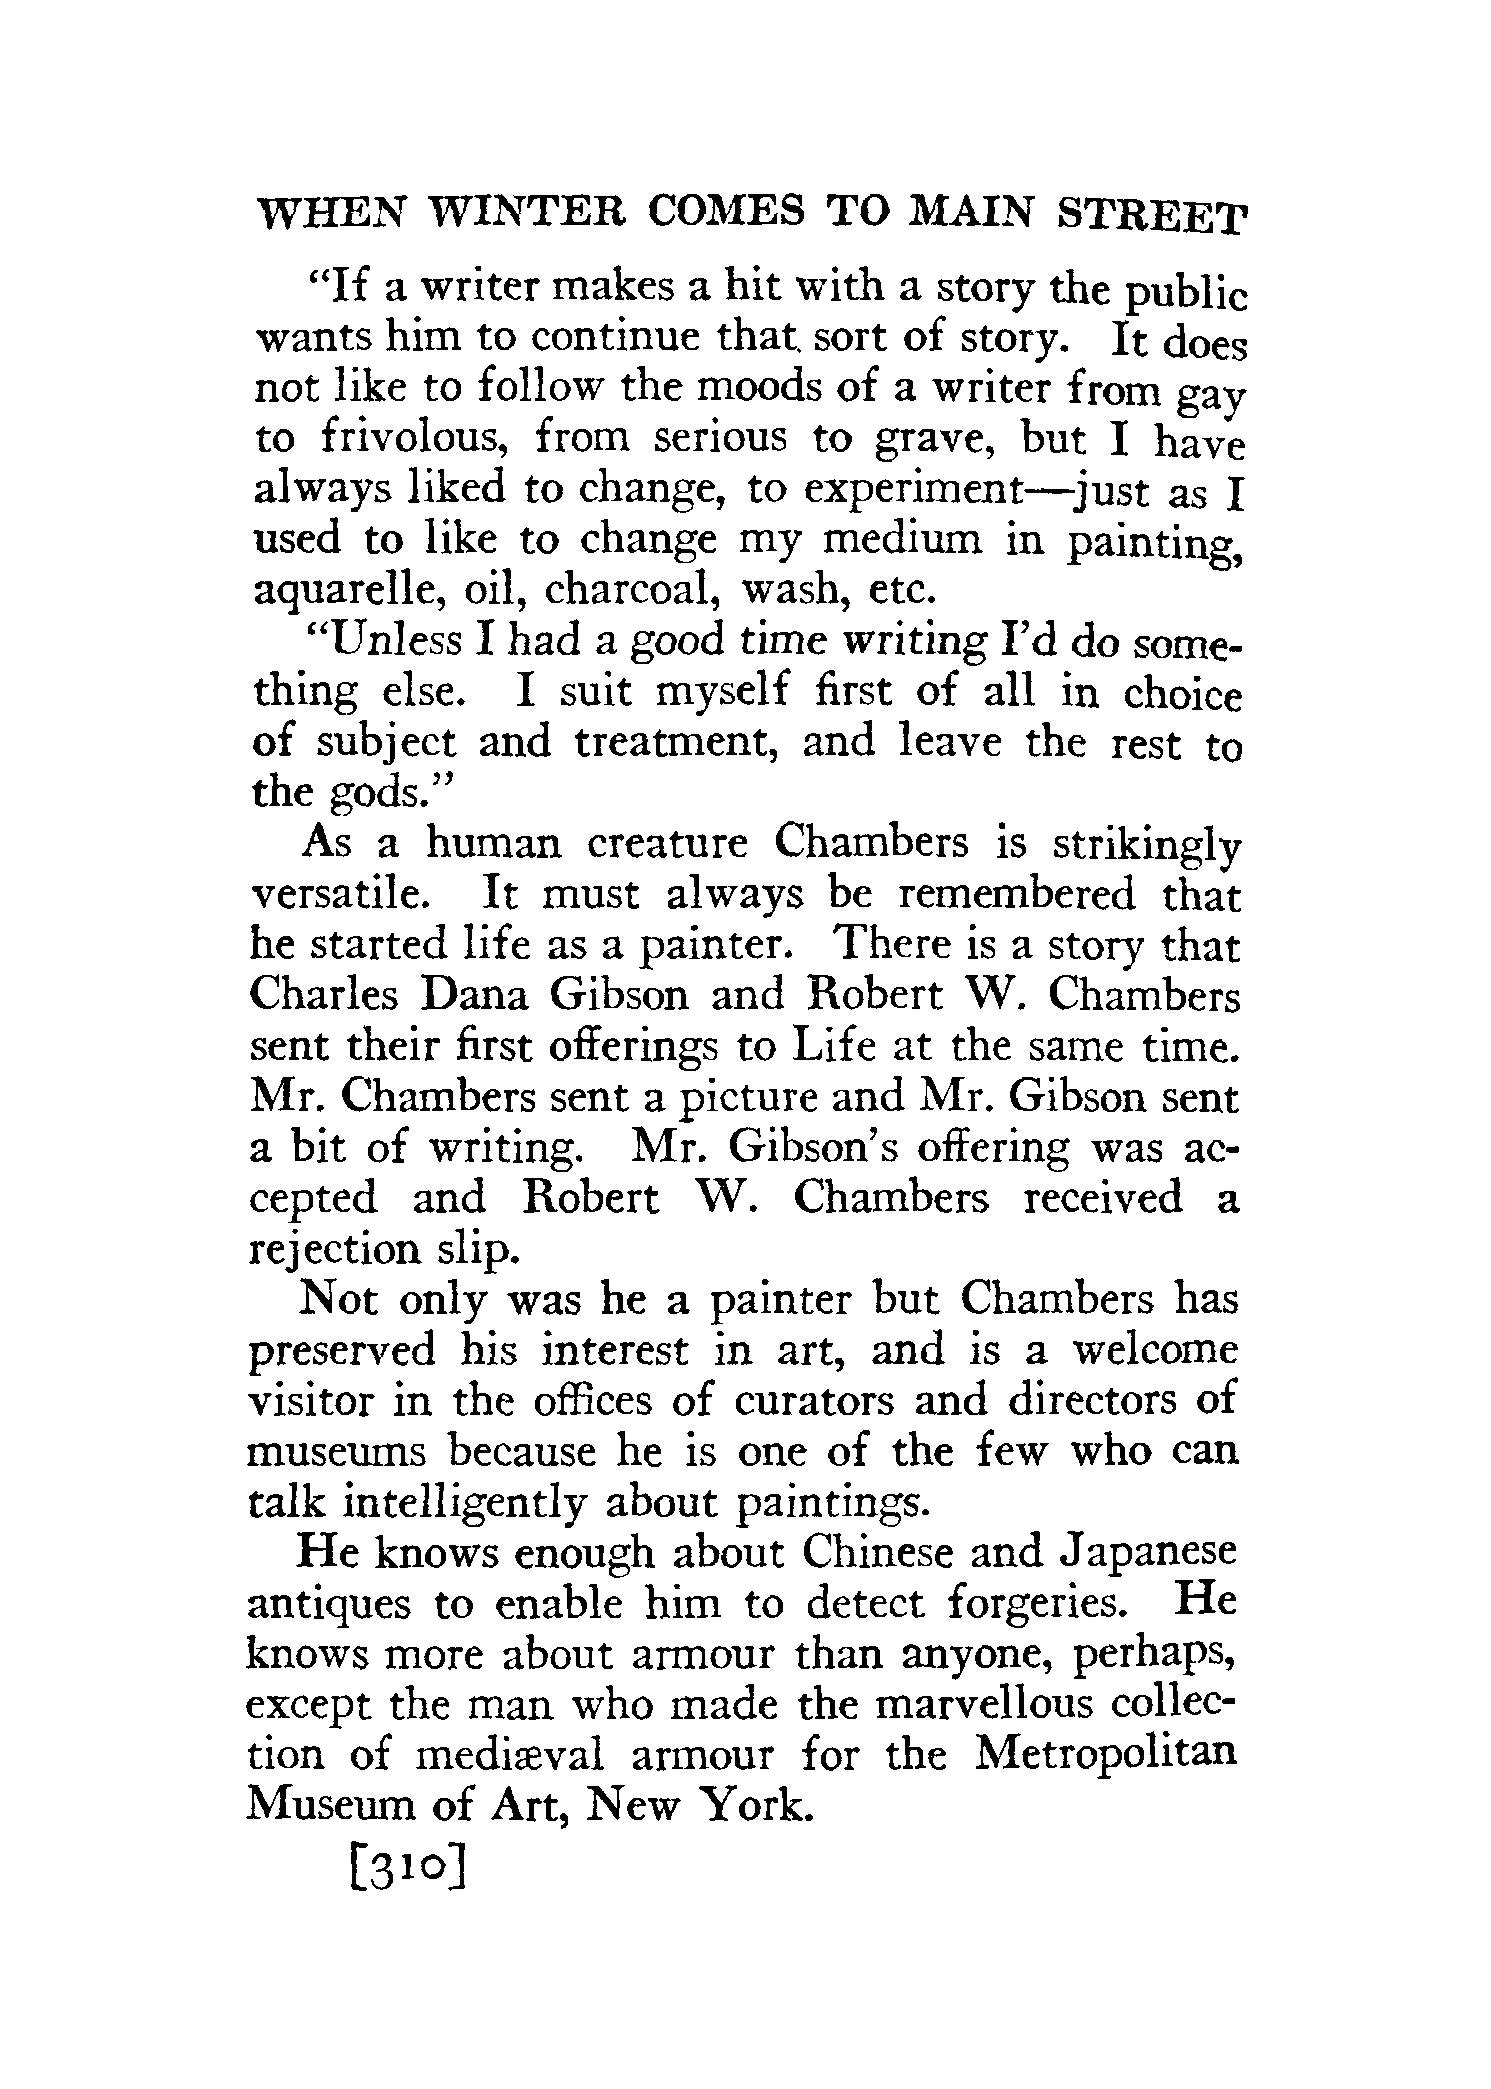 WHEN WINTER COMES TO MAIN STREET
“If a writer makes a hit with a story the public
wants him to continue that sort of story. It does
not like to follow the moods of a writer from gay
to frivolous, from serious to grave, but I have
always liked to change, to experiment—just as I
used to like to change my medium in painting,
aquarelle, oil, charcoal, wash, etc.
“Unless I had a good time writing I’d do some-
thing else. I suit myself first of all in choice
of subject and treatment, and leave the rest to
the gods.”
As a human creature Chambers is strikingly
versatile. It must always be remembered that
he started life as a painter. There is a story that
Charles Dana Gibson and Robert W. Chambers
sent their first offerings to Life at the same time.
Mr. Chambers sent a picture and Mr. Gibson sent
a bit of writing. Mr. Gibson’s offering was ac-
cepted and Robert W. Chambers received a
rejection slip.
Not only was he a painter but Chambers has
preserved his interest in art, and is a welcome
visitor in the offices of curators and directors of
museums because he is one of the few who can
talk intelligently about paintings.
He knows enough about Chinese and Japanese
antiques to enable him to detect forgeries. He
knows more about armour than anyone, perhaps,
except the man who made the marvellous collec-
tion of mediæval armour for the Metropolitan
Museum of Art, New York.
[310]